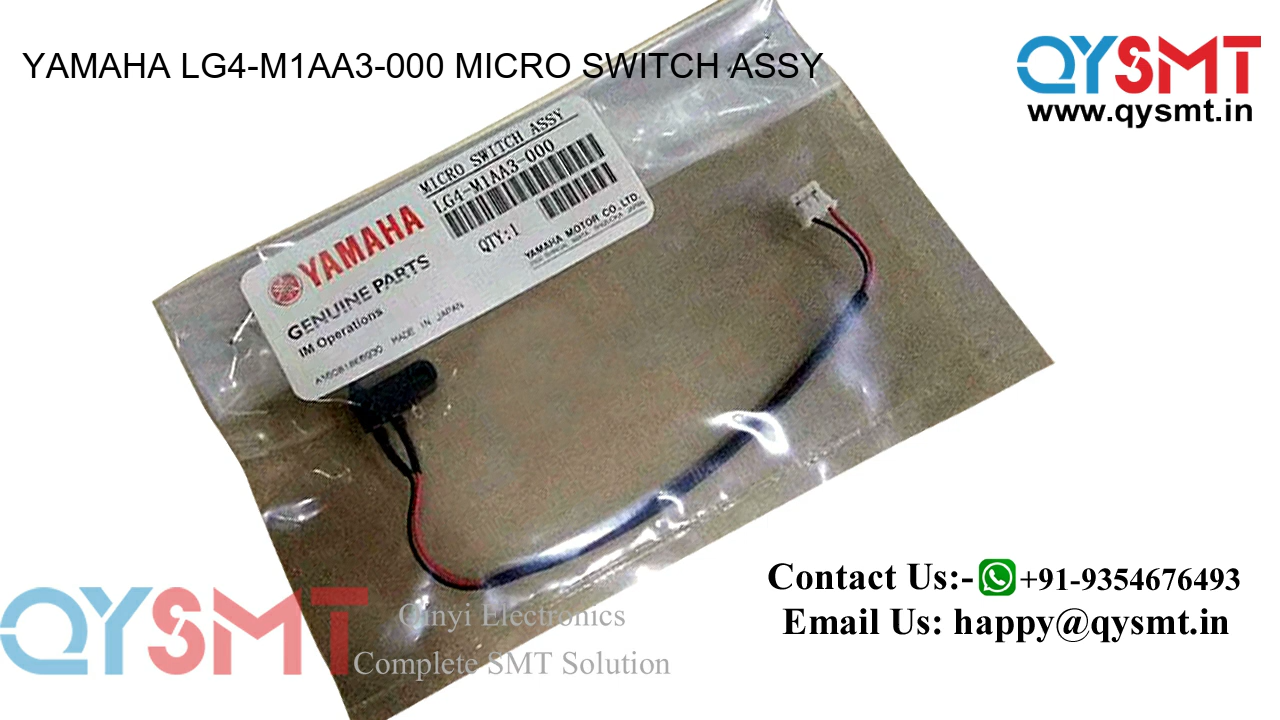 YAMAHA LG4-M1AA3-000 MICRO SWITCH ASSY
QYSMT
www.qysmt.in
MICRO SWITCH ASSY
LG4-M1AA3-000
QTY:1
YAMAHA MOTOR CO.,LTD.
YAMAHA
GENUINE PARTS
IM Operations
MADE IN JAPAN
Contact Us:- +91-9354676493
Email Us: happy@qysmt.in
QYSMT
Qinyi Electronics
Complete SMT Solution